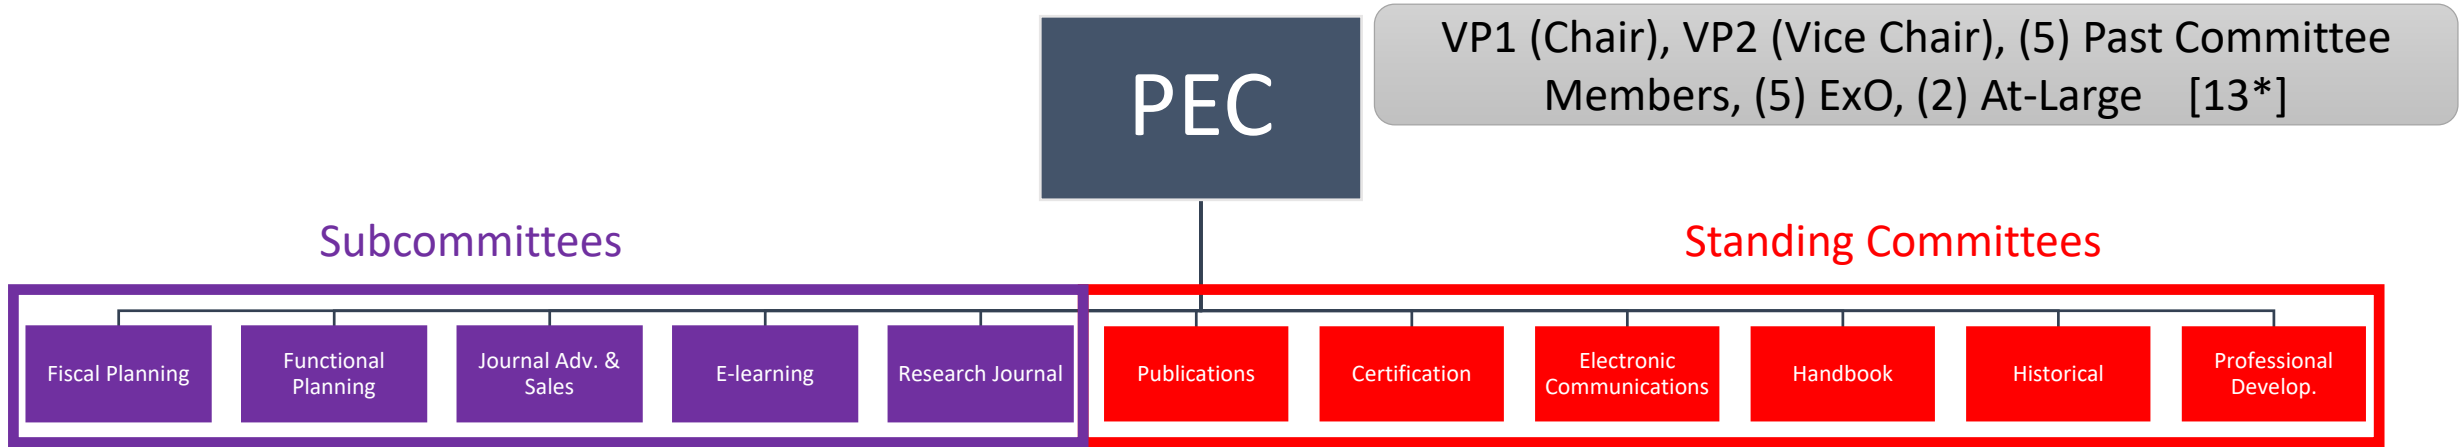 PEC
VP1 (Chair), VP2 (Vice Chair), (5) Past Committee
Members, (5) ExO, (2) At-Large [13*]
Subcommittees
Standing Committees
Fiscal Planning
Functional
Planning
Journal Adv. &
Sales
E-learning
Research Journal
Publications
Certification
Electronic
Communications
Handbook
Historical
Professional
Develop.